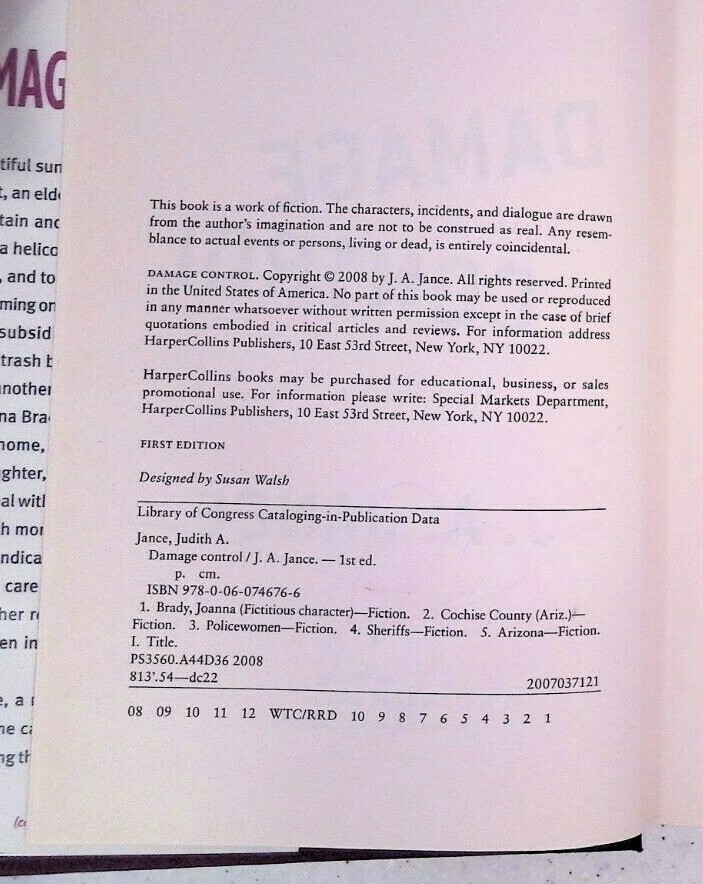 MAG
tiful sun
t, an eld
tain and
a helico
, and to
ming on
subsid
trash b
nother
na Bra
home,
ghter,
al with
h mor
ndica
care
her r
en in
e, a
ne ca
ng th
DAMAGE
This book is a work of fiction. The characters, incidents, and dialogue are drawn
from the author's imagination and are not to be construed as real. Any resem-
blance to actual events or persons, living or dead, is entirely coincidental.
DAMAGE CONTROL. Copyright © 2008 by J. A. Jance. All rights reserved. Printed
in the United States of America. No part of this book may be used or reproduced
in any manner whatsoever without written permission except in the case of brief
quotations embodied in critical articles and reviews. For information address
HarperCollins Publishers, 10 East 53rd Street, New York, NY 10022.
HarperCollins books may be purchased for educational, business, or sales
promotional use. For information please write: Special Markets Department,
HarperCollins Publishers, 10 East 53rd Street, New York, NY 10022.
FIRST EDITION
Designed by Susan Walsh
Library of Congress Cataloging-in-Publication Data
Jance, Judith A.
Damage control / J. A. Jance. — 1st ed.
p. cm.
ISBN 978-0-06-074676-6
1. Brady, Joanna (Fictitious character)—Fiction. 2. Cochise County (Ariz.)—
Fiction. 3. Policewomen—Fiction. 4. Sheriffs—Fiction. 5. Arizona—Fiction.
I. Title.
PS3560.A44D36 2008
813'.54—dc22
2007037121
08 09 10 11 12 WTC/RRD 10 9 8 7 6 5 4 3 2 1